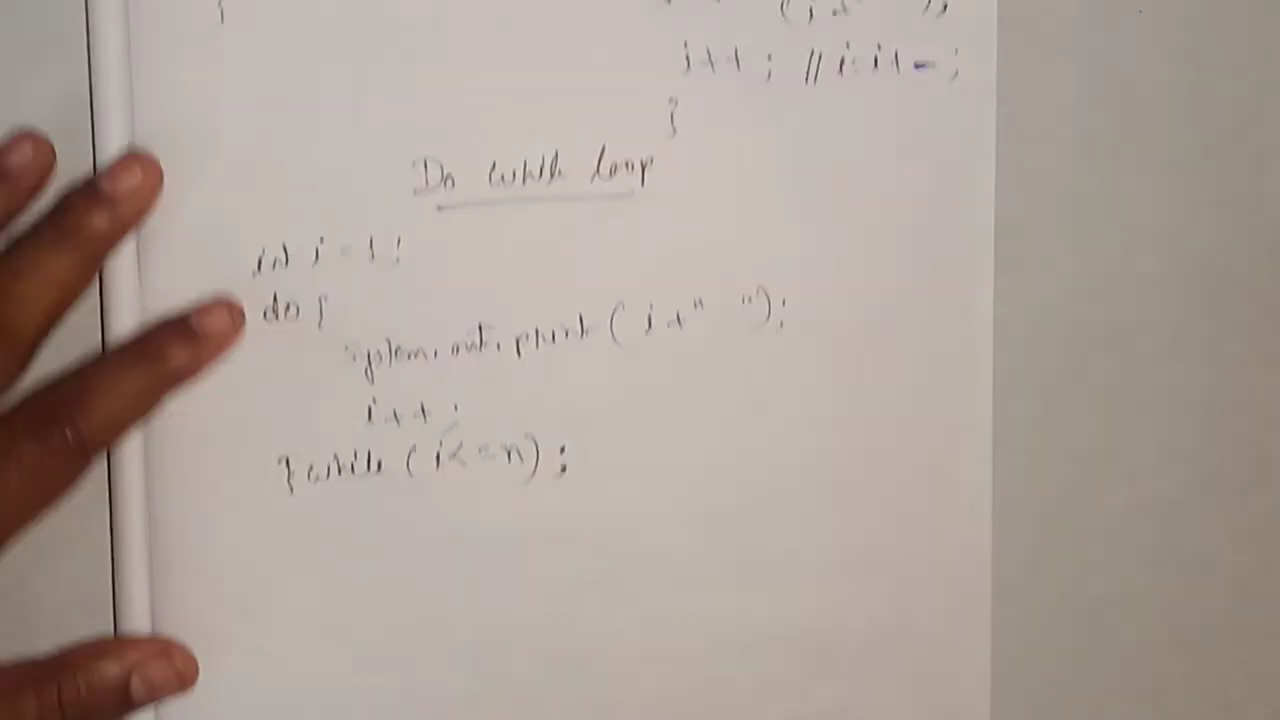 }
(i+" ");
i++; // i=i+
}
Do while loop
int i = 1;
do {
system.out.print( i+" ");
i++;
} while (i<=n);